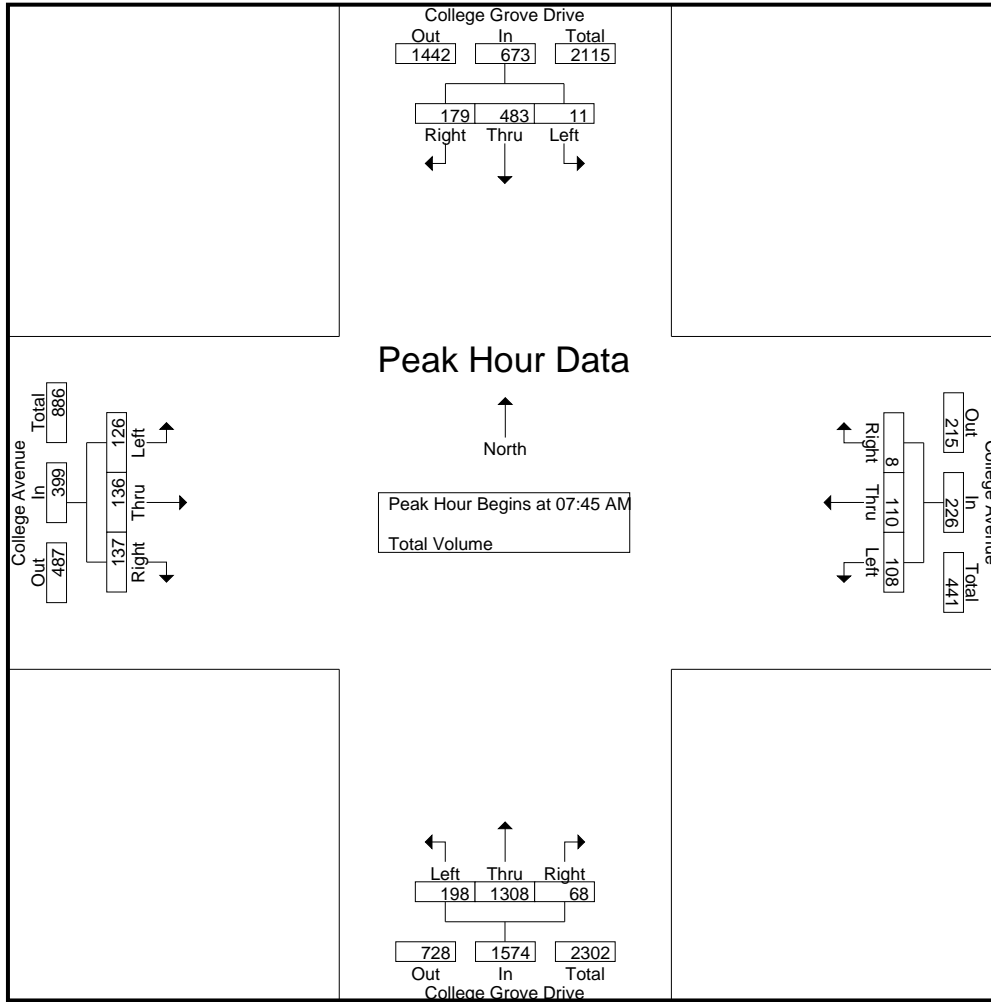 College Grove Drive
Out In Total
1442 673 2115
179 483 11
Right Thru Left
Peak Hour Data
North
Peak Hour Begins at 07:45 AM
Total Volume
College Avenue
Out In Total
487 399 886
137 136 126
Right Thru Left
College Avenue
Out In Total
215 226 441
8 110 108
Right Thru Left
Left Thru Right
198 1308 68
728 1574 2302
Out In Total
College Grove Drive